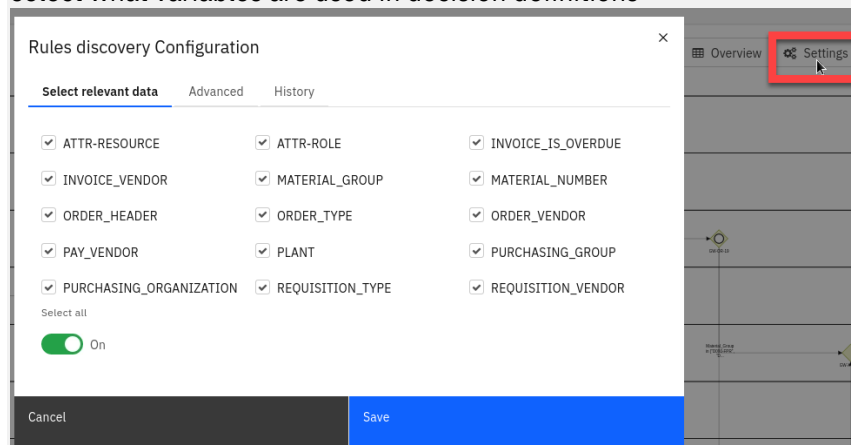 select what variables are used in decision definitions
Rules discovery Configuration
Overview
Settings
Select relevant data
Advanced
History
ATTR-RESOURCE
ATTR-ROLE
INVOICE_IS_OVERDUE
INVOICE_VENDOR
MATERIAL_GROUP
MATERIAL_NUMBER
ORDER_HEADER
ORDER_TYPE
ORDER_VENDOR
PAY_VENDOR
PLANT
PURCHASING_GROUP
PURCHASING_ORGANIZATION
REQUISITION_TYPE
REQUISITION_VENDOR
Select all
On
Cancel
Save